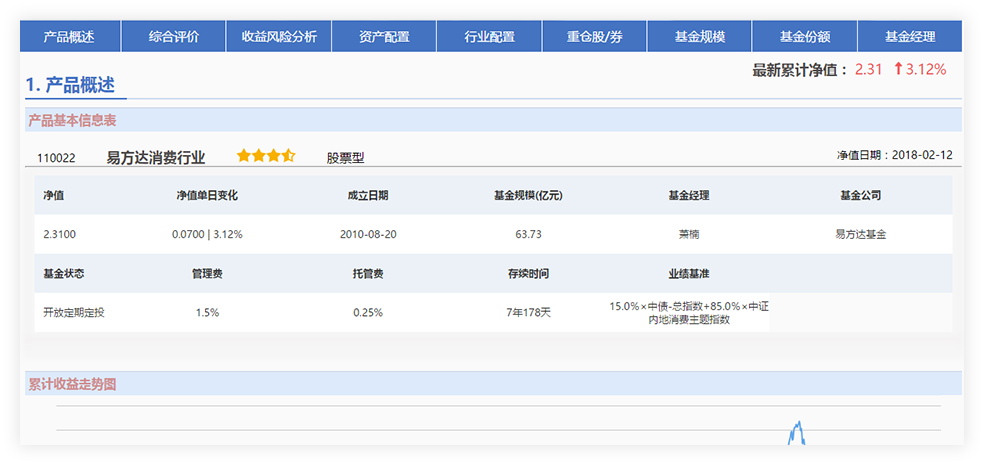 产品概述 综合评价 收益风险分析 资产配置 行业配置 重仓股/券 基金规模 基金份额 基金经理
最新累计净值： 2.31 3.12%
1. 产品概述
产品基本信息表
110022 易方达消费行业 股票型 净值日期：2018-02-12
净值 净值单日变化 成立日期 基金规模(亿元) 基金经理 基金公司
2.3100 0.0700 | 3.12% 2010-08-20 63.73 萧楠 易方达基金
基金状态 管理费 托管费 存续时间 业绩基准
开放定期定投 1.5% 0.25% 7年178天 15.0%×中债-总指数+85.0%×中证
内地消费主题指数
累计收益走势图